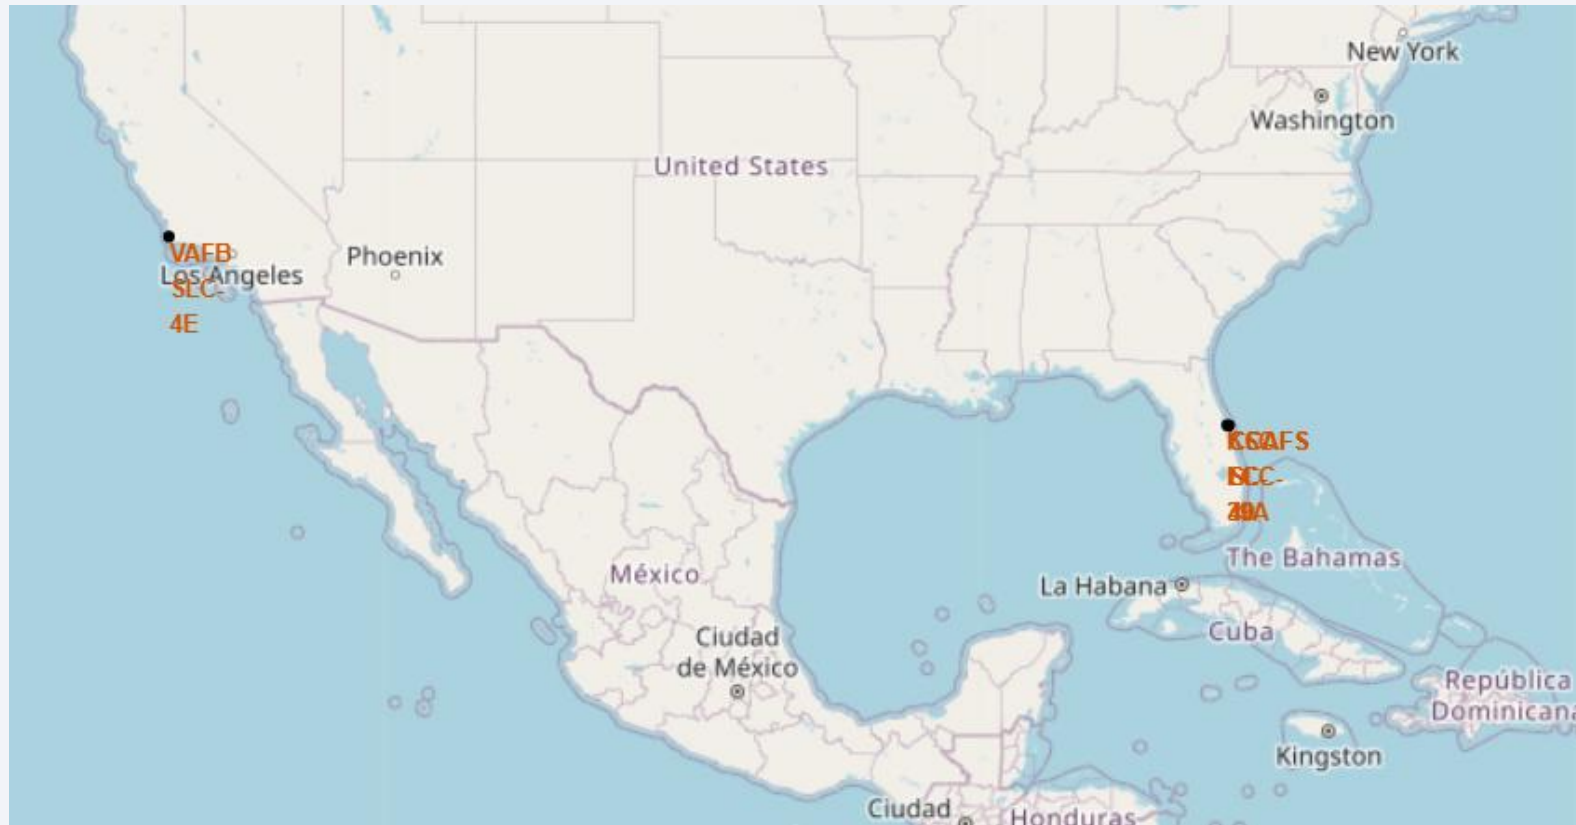 New York
Washington
United States
VAFB
SLC-
4E
Los Angeles
Phoenix
México
Ciudad
de México
La Habana
The Bahamas
Cuba
República
Dominicana
Kingston
Ciudad
Honduras